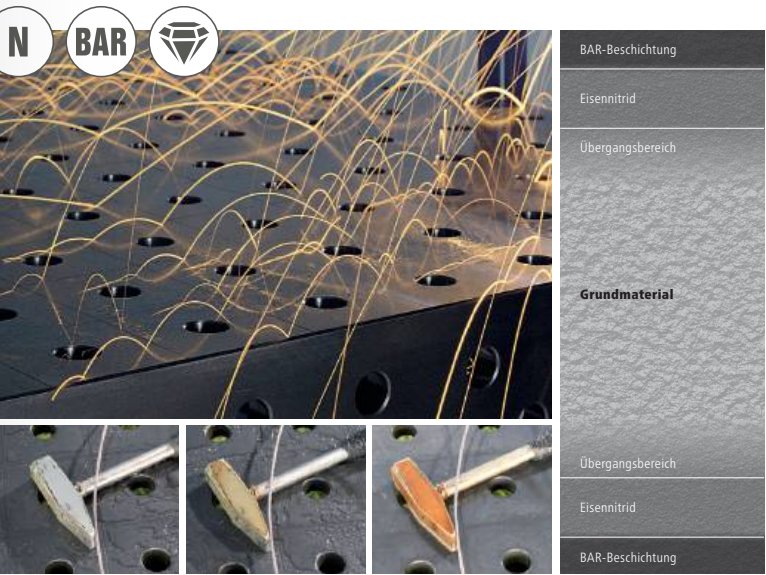 N
BAR
BAR-Beschichtung
Eisennitrid
Übergangsbereich
Grundmaterial
Übergangsbereich
Eisennitrid
BAR-Beschichtung